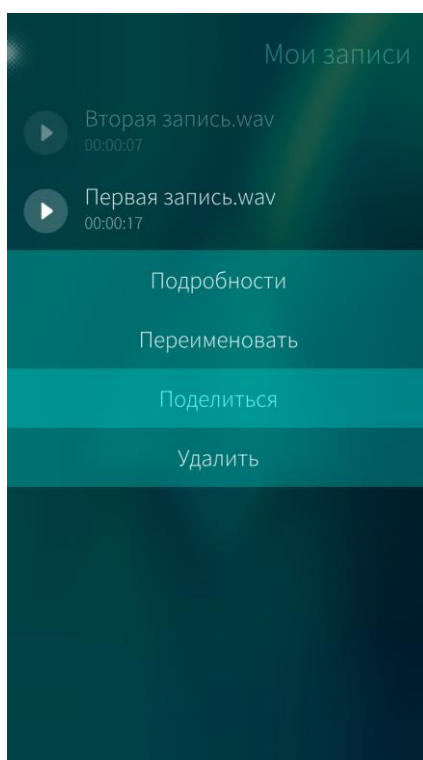 Мои записи
Вторая запись.wav
00:00:07
Первая запись.wav
00:00:17
Подробности
Переименовать
Поделиться
Удалить